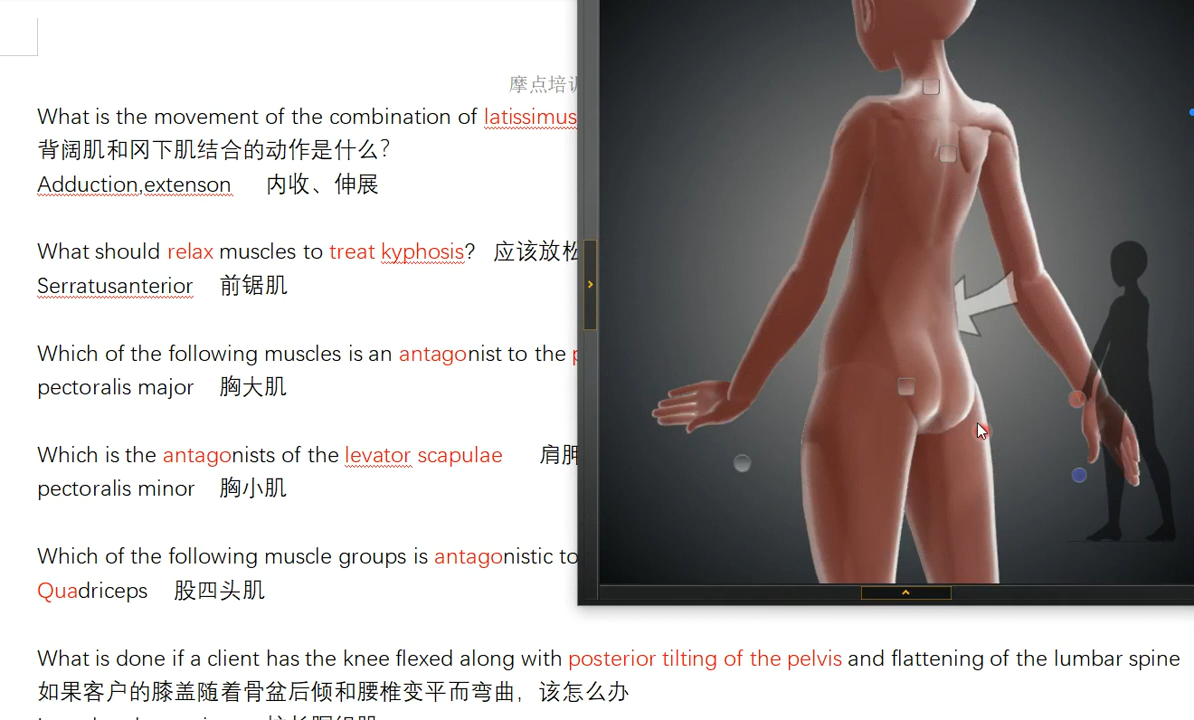 摩点培训
What is the movement of the combination of latissimus
背阔肌和冈下肌结合的动作是什么?
Adduction,extenson 内收、伸展
What should relax muscles to treat kyphosis? 应该放松
Serratusanterior 前锯肌
Which of the following muscles is an antagonist to the p
pectoralis major 胸大肌
Which is the antagonists of the levator scapulae 肩胛
pectoralis minor 胸小肌
Which of the following muscle groups is antagonistic to
Quadriceps 股四头肌
What is done if a client has the knee flexed along with posterior tilting of the pelvis and flattening of the lumbar spine
如果客户的膝盖随着骨盆后倾和腰椎变平而弯曲，该怎么办